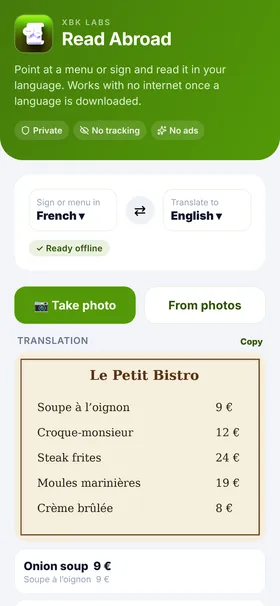 XBK LABS
Read Abroad
Point at a menu or sign and read it in your
language. Works with no internet once a
language is downloaded.
Private
No tracking
No ads
Sign or menu in
French ▾
⇄
Translate to
English ▾
✓ Ready offline
📷 Take photo
From photos
TRANSLATION
Copy
Le Petit Bistro
Soupe à l’oignon 9 €
Croque-monsieur 12 €
Steak frites 24 €
Moules marinières 19 €
Crème brûlée 8 €
Onion soup 9 €
Soupe à l’oignon 9 €